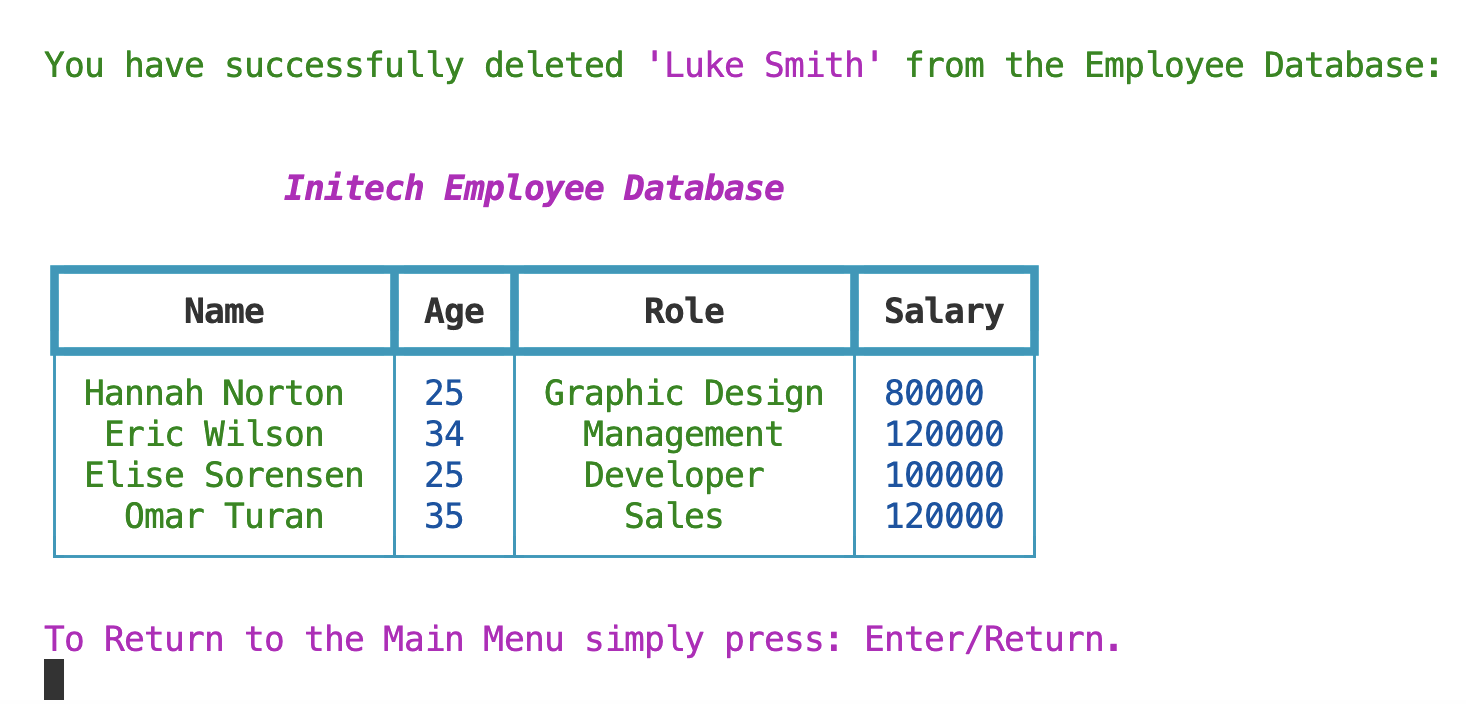 You have successfully deleted 'Luke Smith' from the Employee Database:
Initech Employee Database
Name Age Role Salary
Hannah Norton 25 Graphic Design 80000
Eric Wilson 34 Management 120000
Elise Sorensen 25 Developer 100000
Omar Turan 35 Sales 120000
To Return to the Main Menu simply press: Enter/Return.